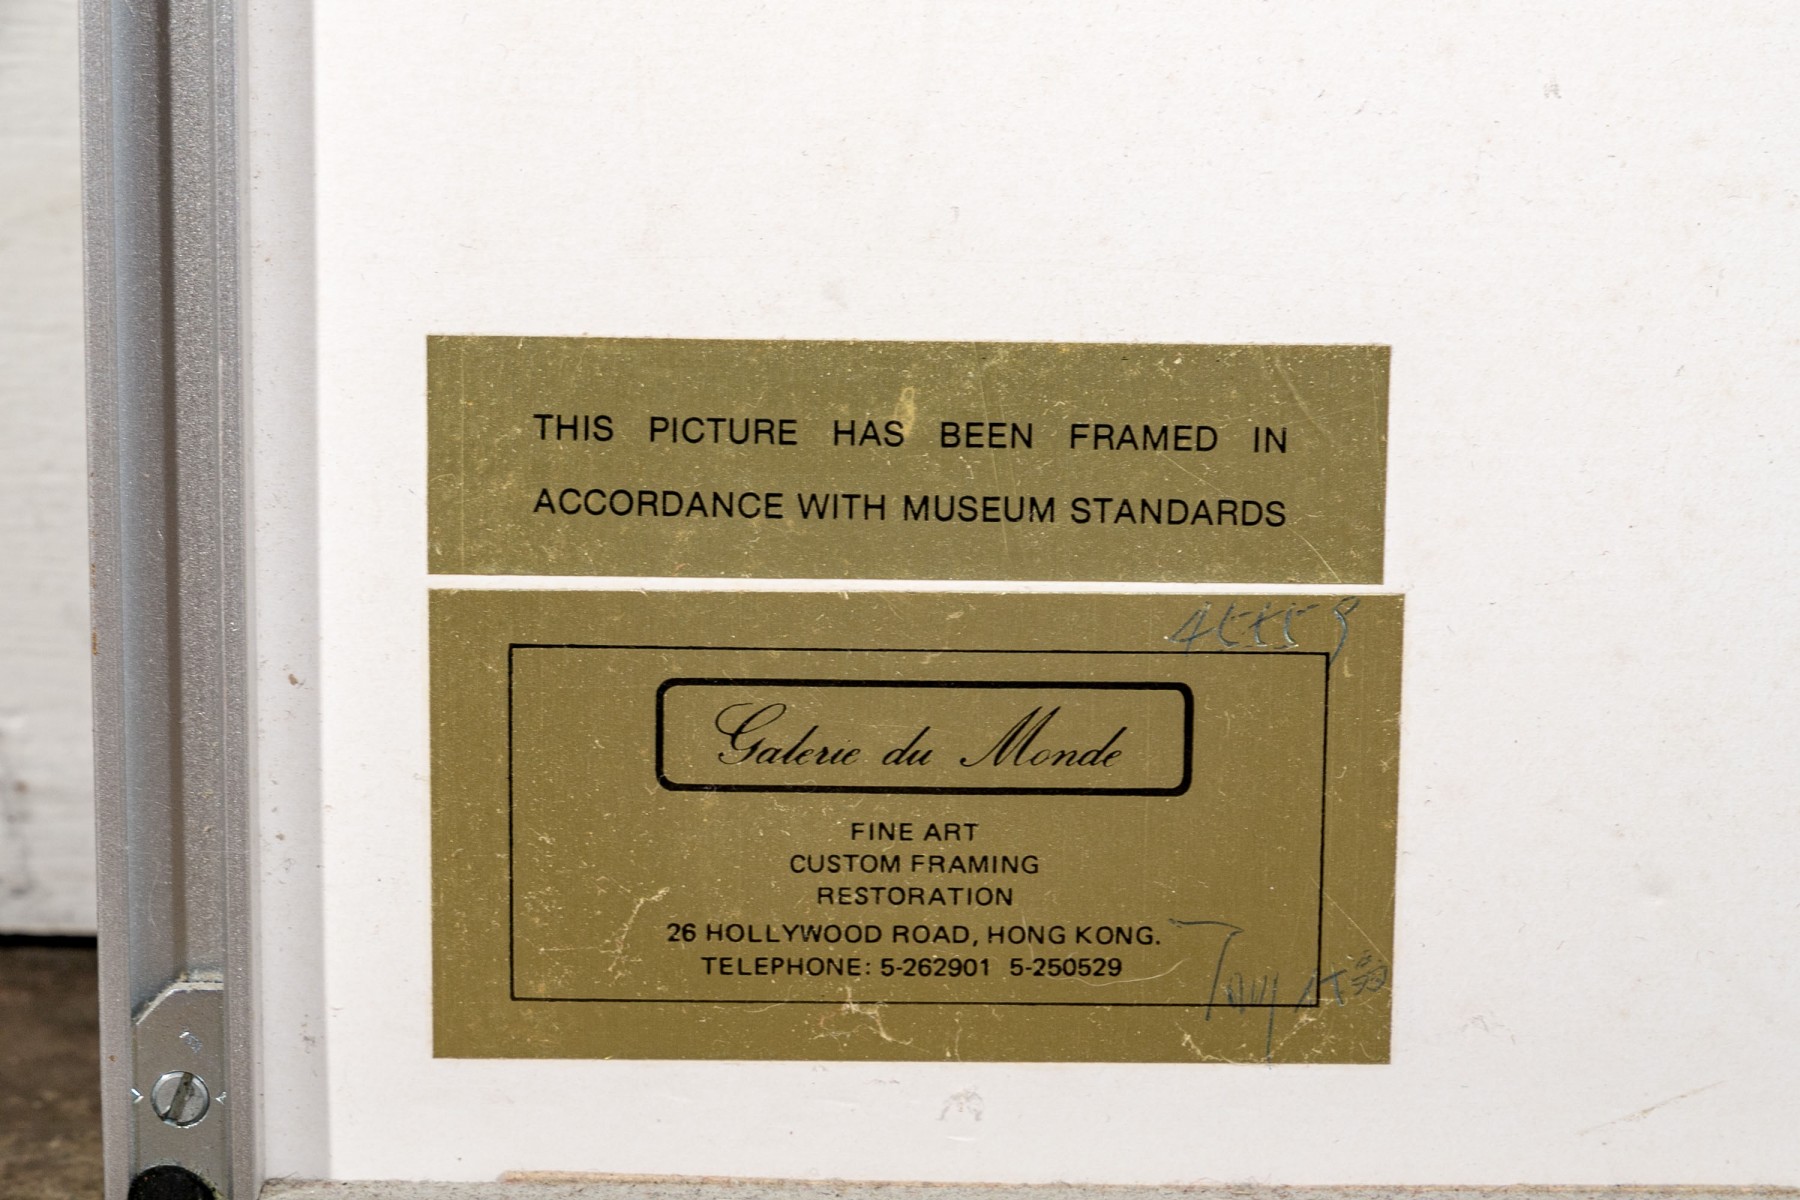 THIS PICTURE HAS BEEN FRAMED IN
ACCORDANCE WITH MUSEUM STANDARDS
Galerie du Monde
FINE ART
CUSTOM FRAMING
RESTORATION
26 HOLLYWOOD ROAD, HONG KONG.
TELEPHONE: 5-262901 5-250529
Tony